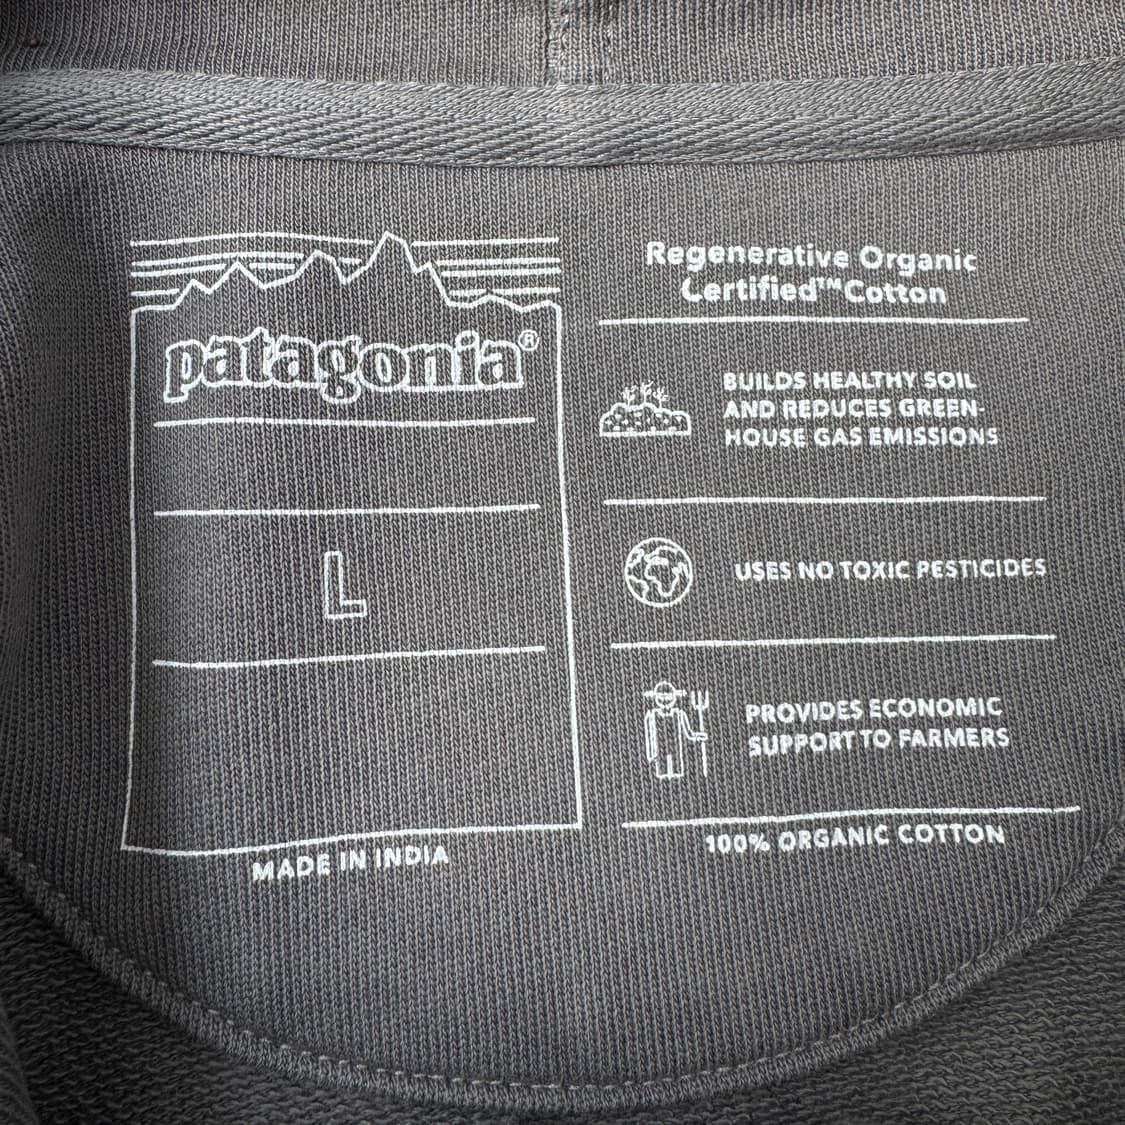 patagonia®
L
MADE IN INDIA
Regenerative Organic
Certified™Cotton
BUILDS HEALTHY SOIL
AND REDUCES GREEN-
HOUSE GAS EMISSIONS
USES NO TOXIC PESTICIDES
PROVIDES ECONOMIC
SUPPORT TO FARMERS
100% ORGANIC COTTON